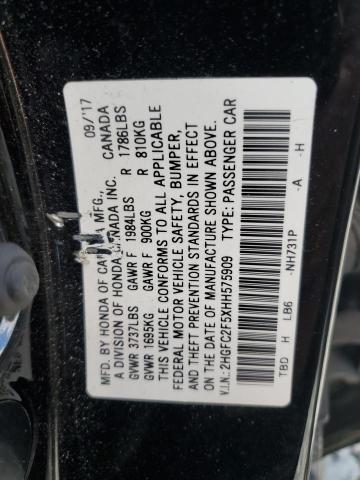 MFD. BY HONDA OF CANADA MFG., 09/'17
A DIVISION OF HONDA CANADA INC. CANADA
GVWR 3737LBS GAWR F 1984LBS R 1786LBS
GVWR 1695KG GAWR F 900KG R 810KG
THIS VEHICLE CONFORMS TO ALL APPLICABLE
FEDERAL MOTOR VEHICLE SAFETY, BUMPER,
AND THEFT PREVENTION STANDARDS IN EFFECT
ON THE DATE OF MANUFACTURE SHOWN ABOVE.
V.I.N.: 2HGFC2F5XHH575909 TYPE: PASSENGER CAR
NH731P -A -H
TBD H LB6